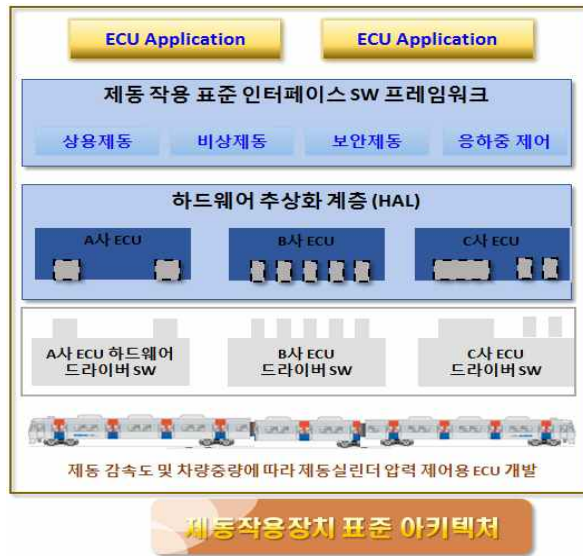 ECU Application ECU Application
제동 작용 표준 인터페이스 SW 프레임워크
상용제동 비상제동 보안제동 응하중 제어
하드웨어 추상화 계층 (HAL)
A사 ECU B사 ECU C사 ECU
A사 ECU 하드웨어 드라이버 SW
B사 ECU 드라이버 SW
C사 ECU 드라이버 SW
제동 감속도 및 차량중량에 따라 제동실린더 압력 제어용 ECU 개발
제동작용장치 표준 아키텍처